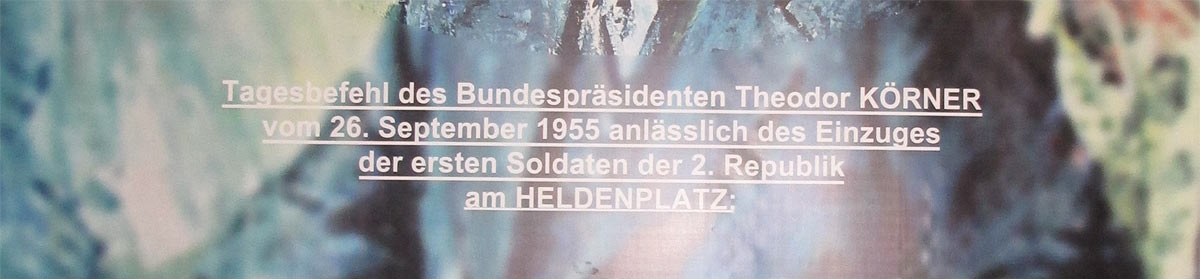 Tagesbefehl des Bundespräsidenten Theodor KÖRNER
vom 26. September 1955 anlässlich des Einzuges
der ersten Soldaten der 2. Republik
am HELDENPLATZ: